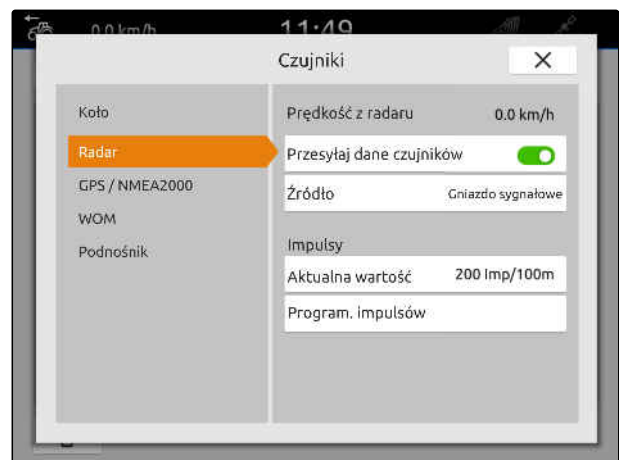 0.0 km/h 11:49
Czujniki
Koło
Radar
GPS / NMEA2000
WOM
Podnośnik
Prędkość z radaru 0.0 km/h
Przesyłaj dane czujników
Źródło Gniazdo sygnałowe
Impulsy
Aktualna wartość 200 Imp/100m
Program. impulsów